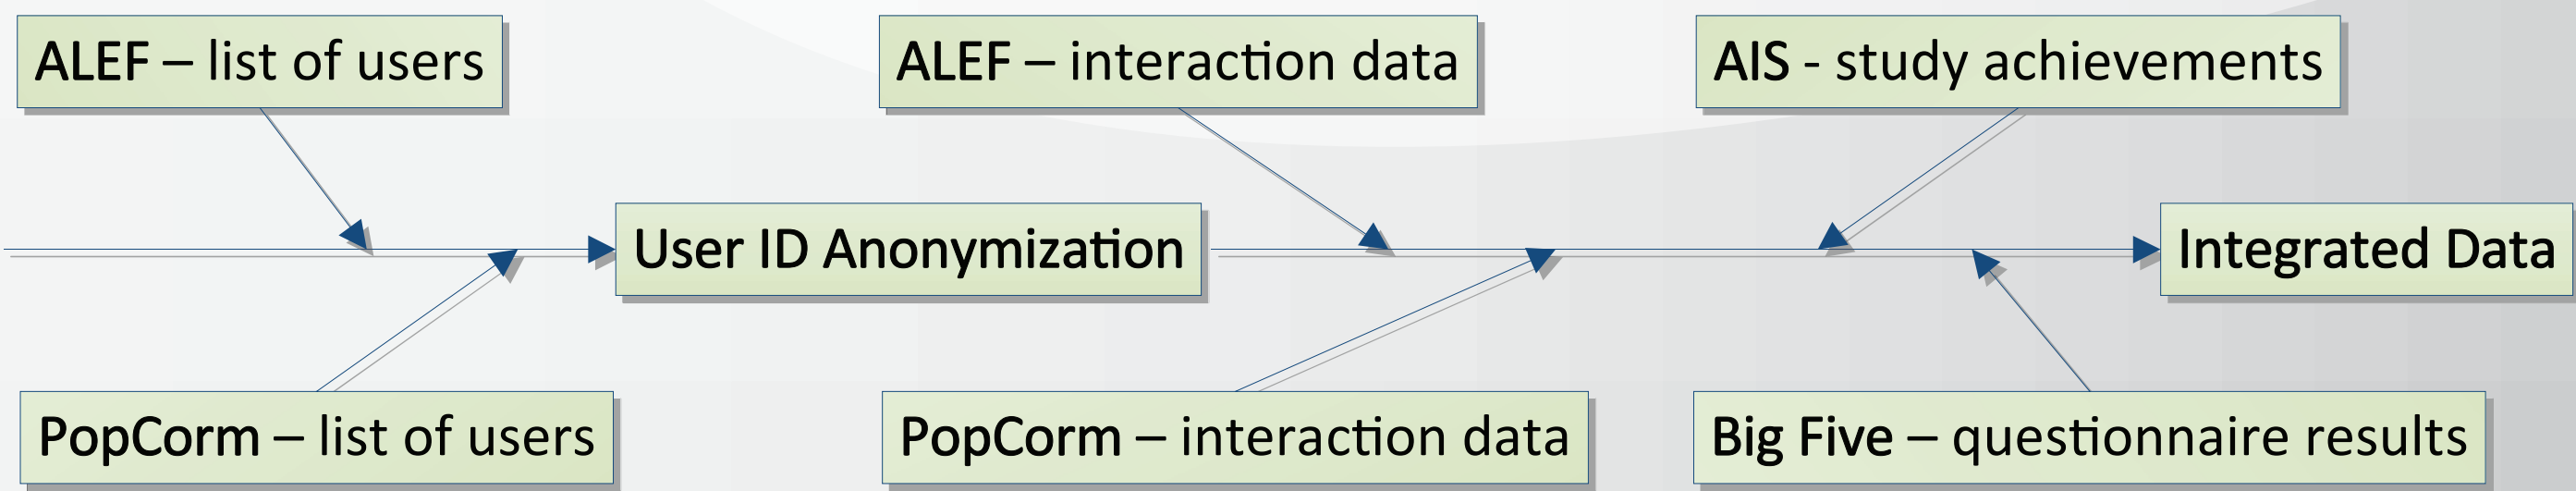 ALEF – list of users
ALEF – interaction data
AIS - study achievements
User ID Anonymization
Integrated Data
PopCorm – list of users
PopCorm – interaction data
Big Five – questionnaire results